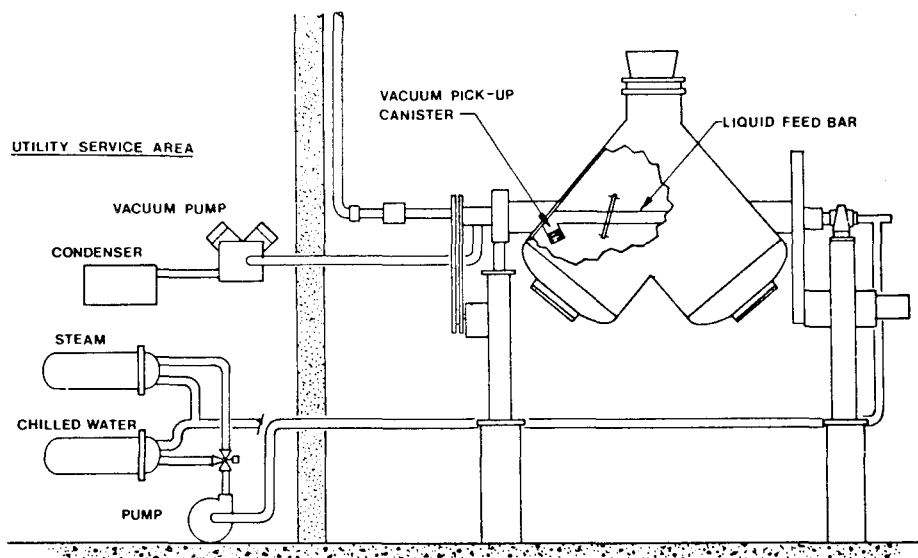 VACUUM PICK-UP
CANISTER
LIQUID FEED BAR
UTILITY SERVICE AREA
VACUUM PUMP
CONDENSER
STEAM
CHILLED WATER
PUMP